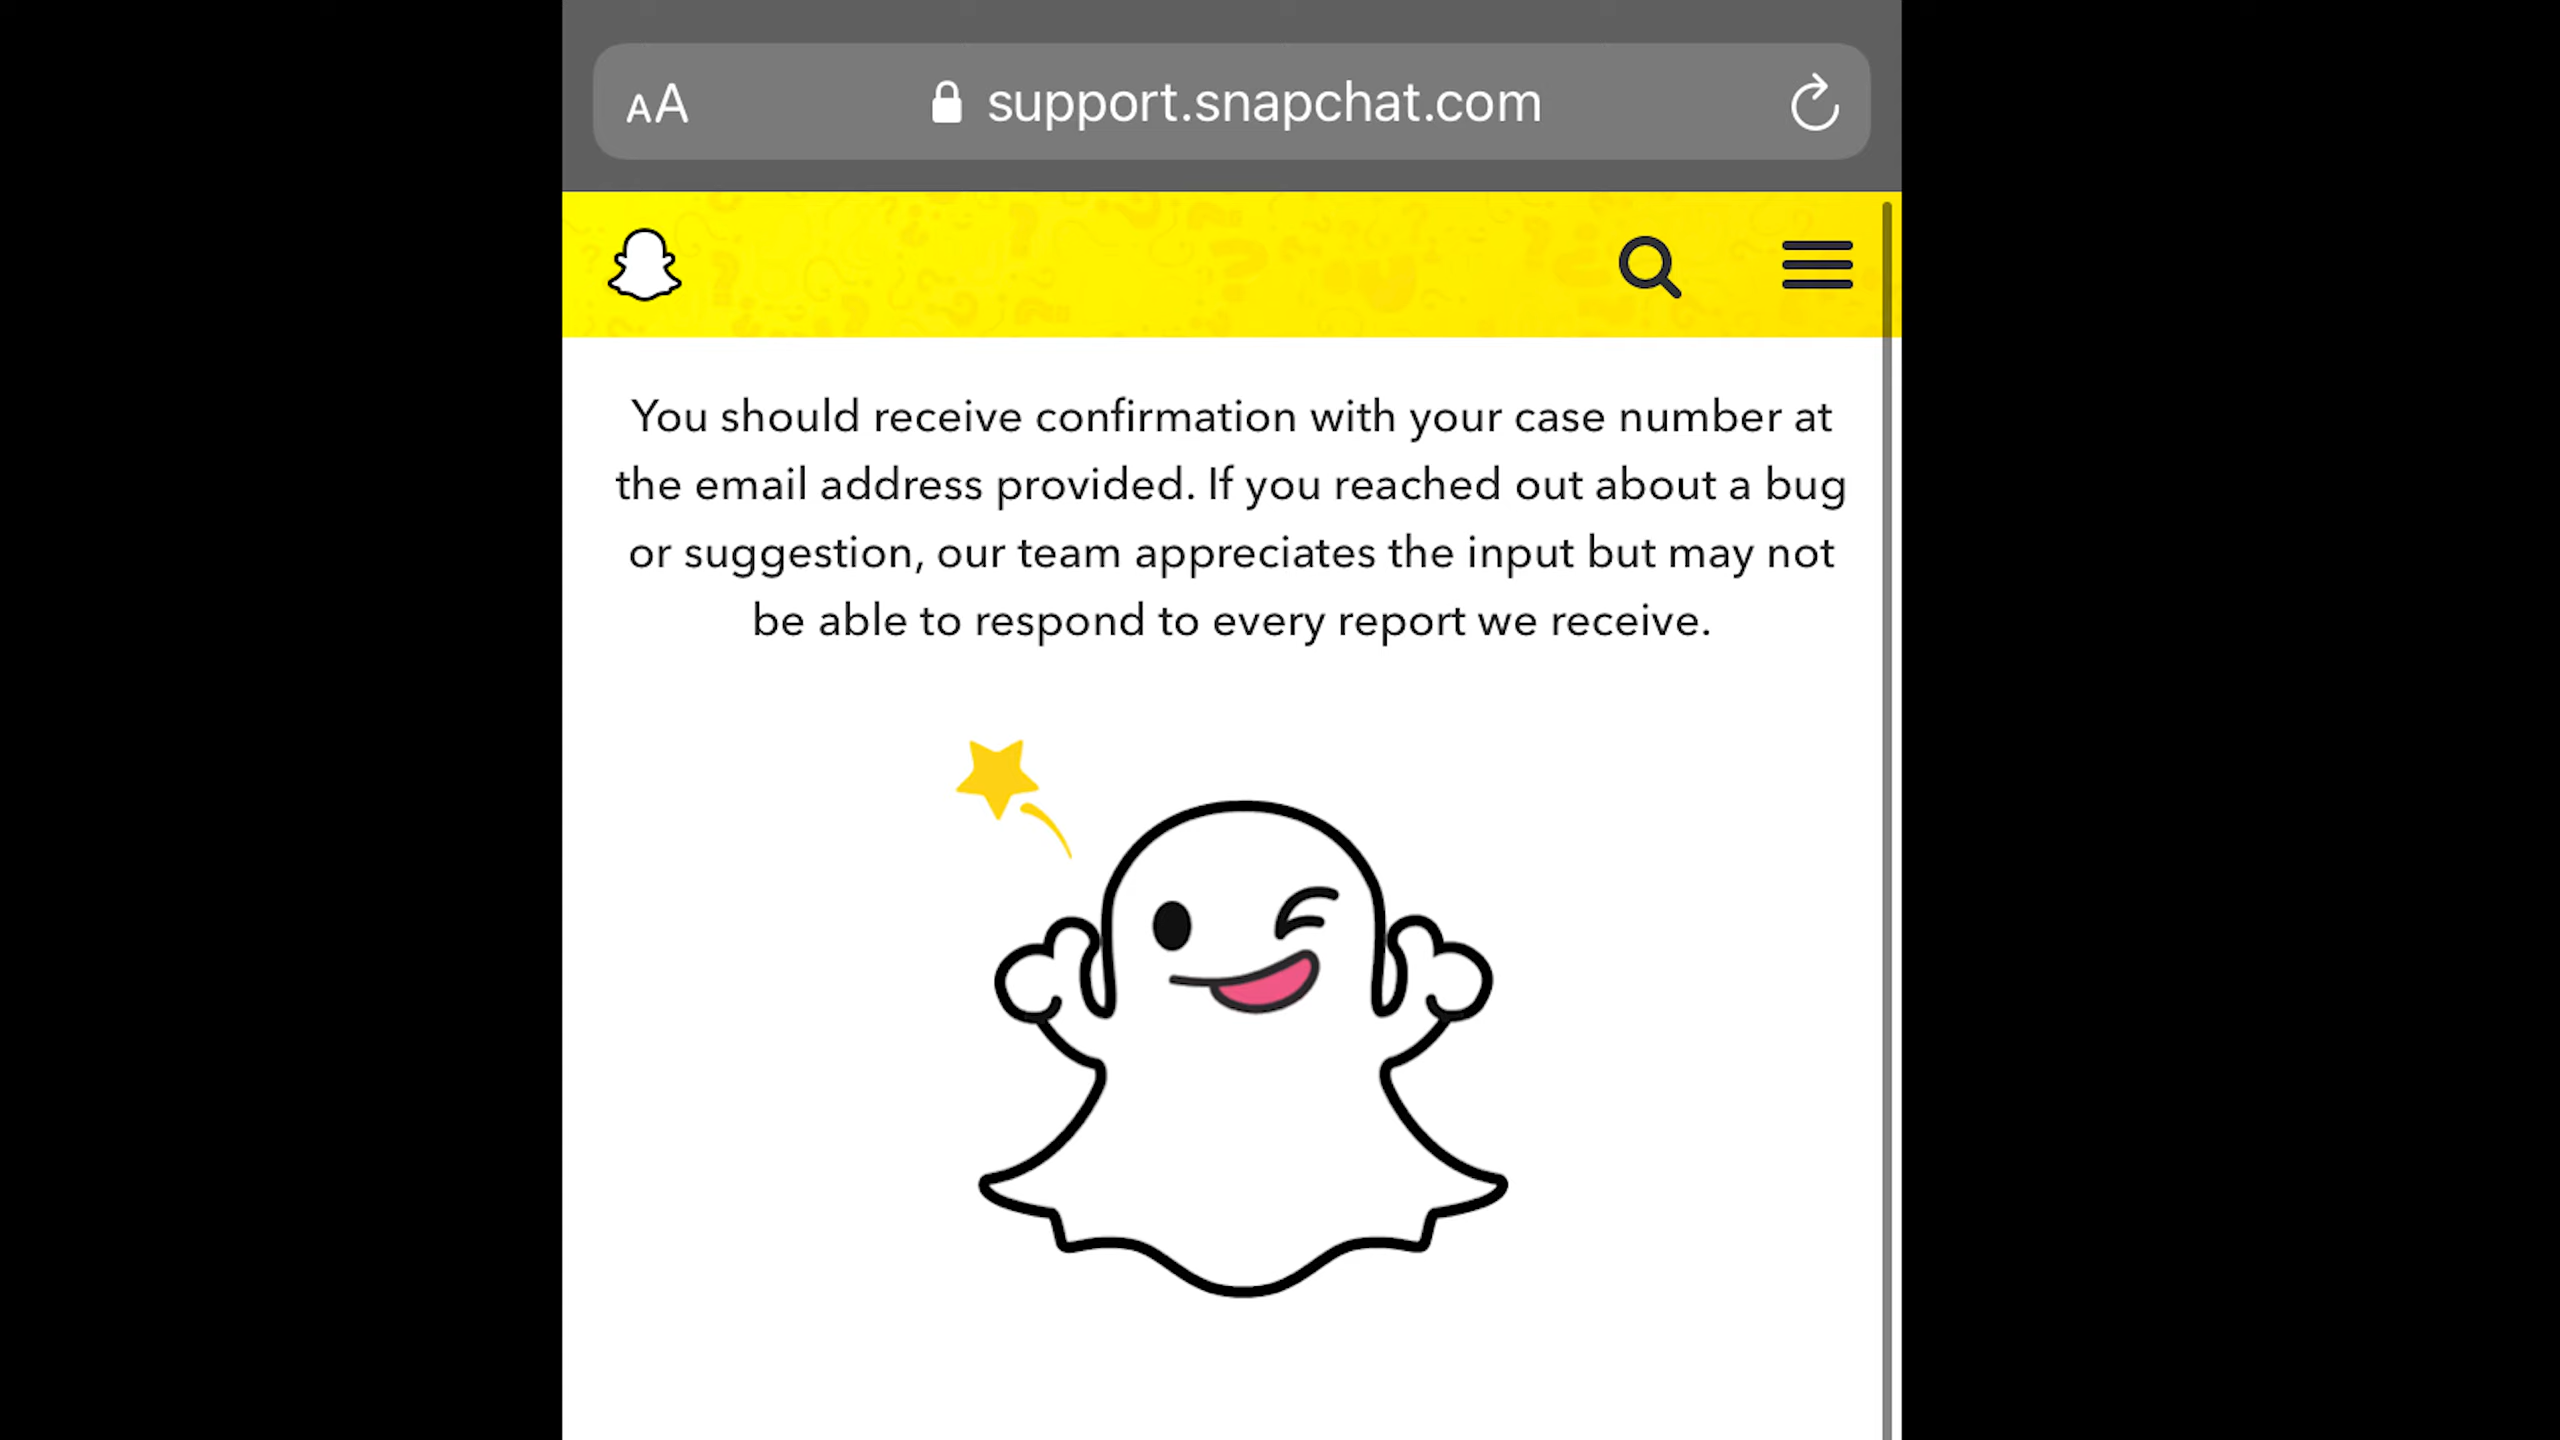 AA support.snapchat.com
You should receive confirmation with your case number at
the email address provided. If you reached out about a bug
or suggestion, our team appreciates the input but may not
be able to respond to every report we receive.